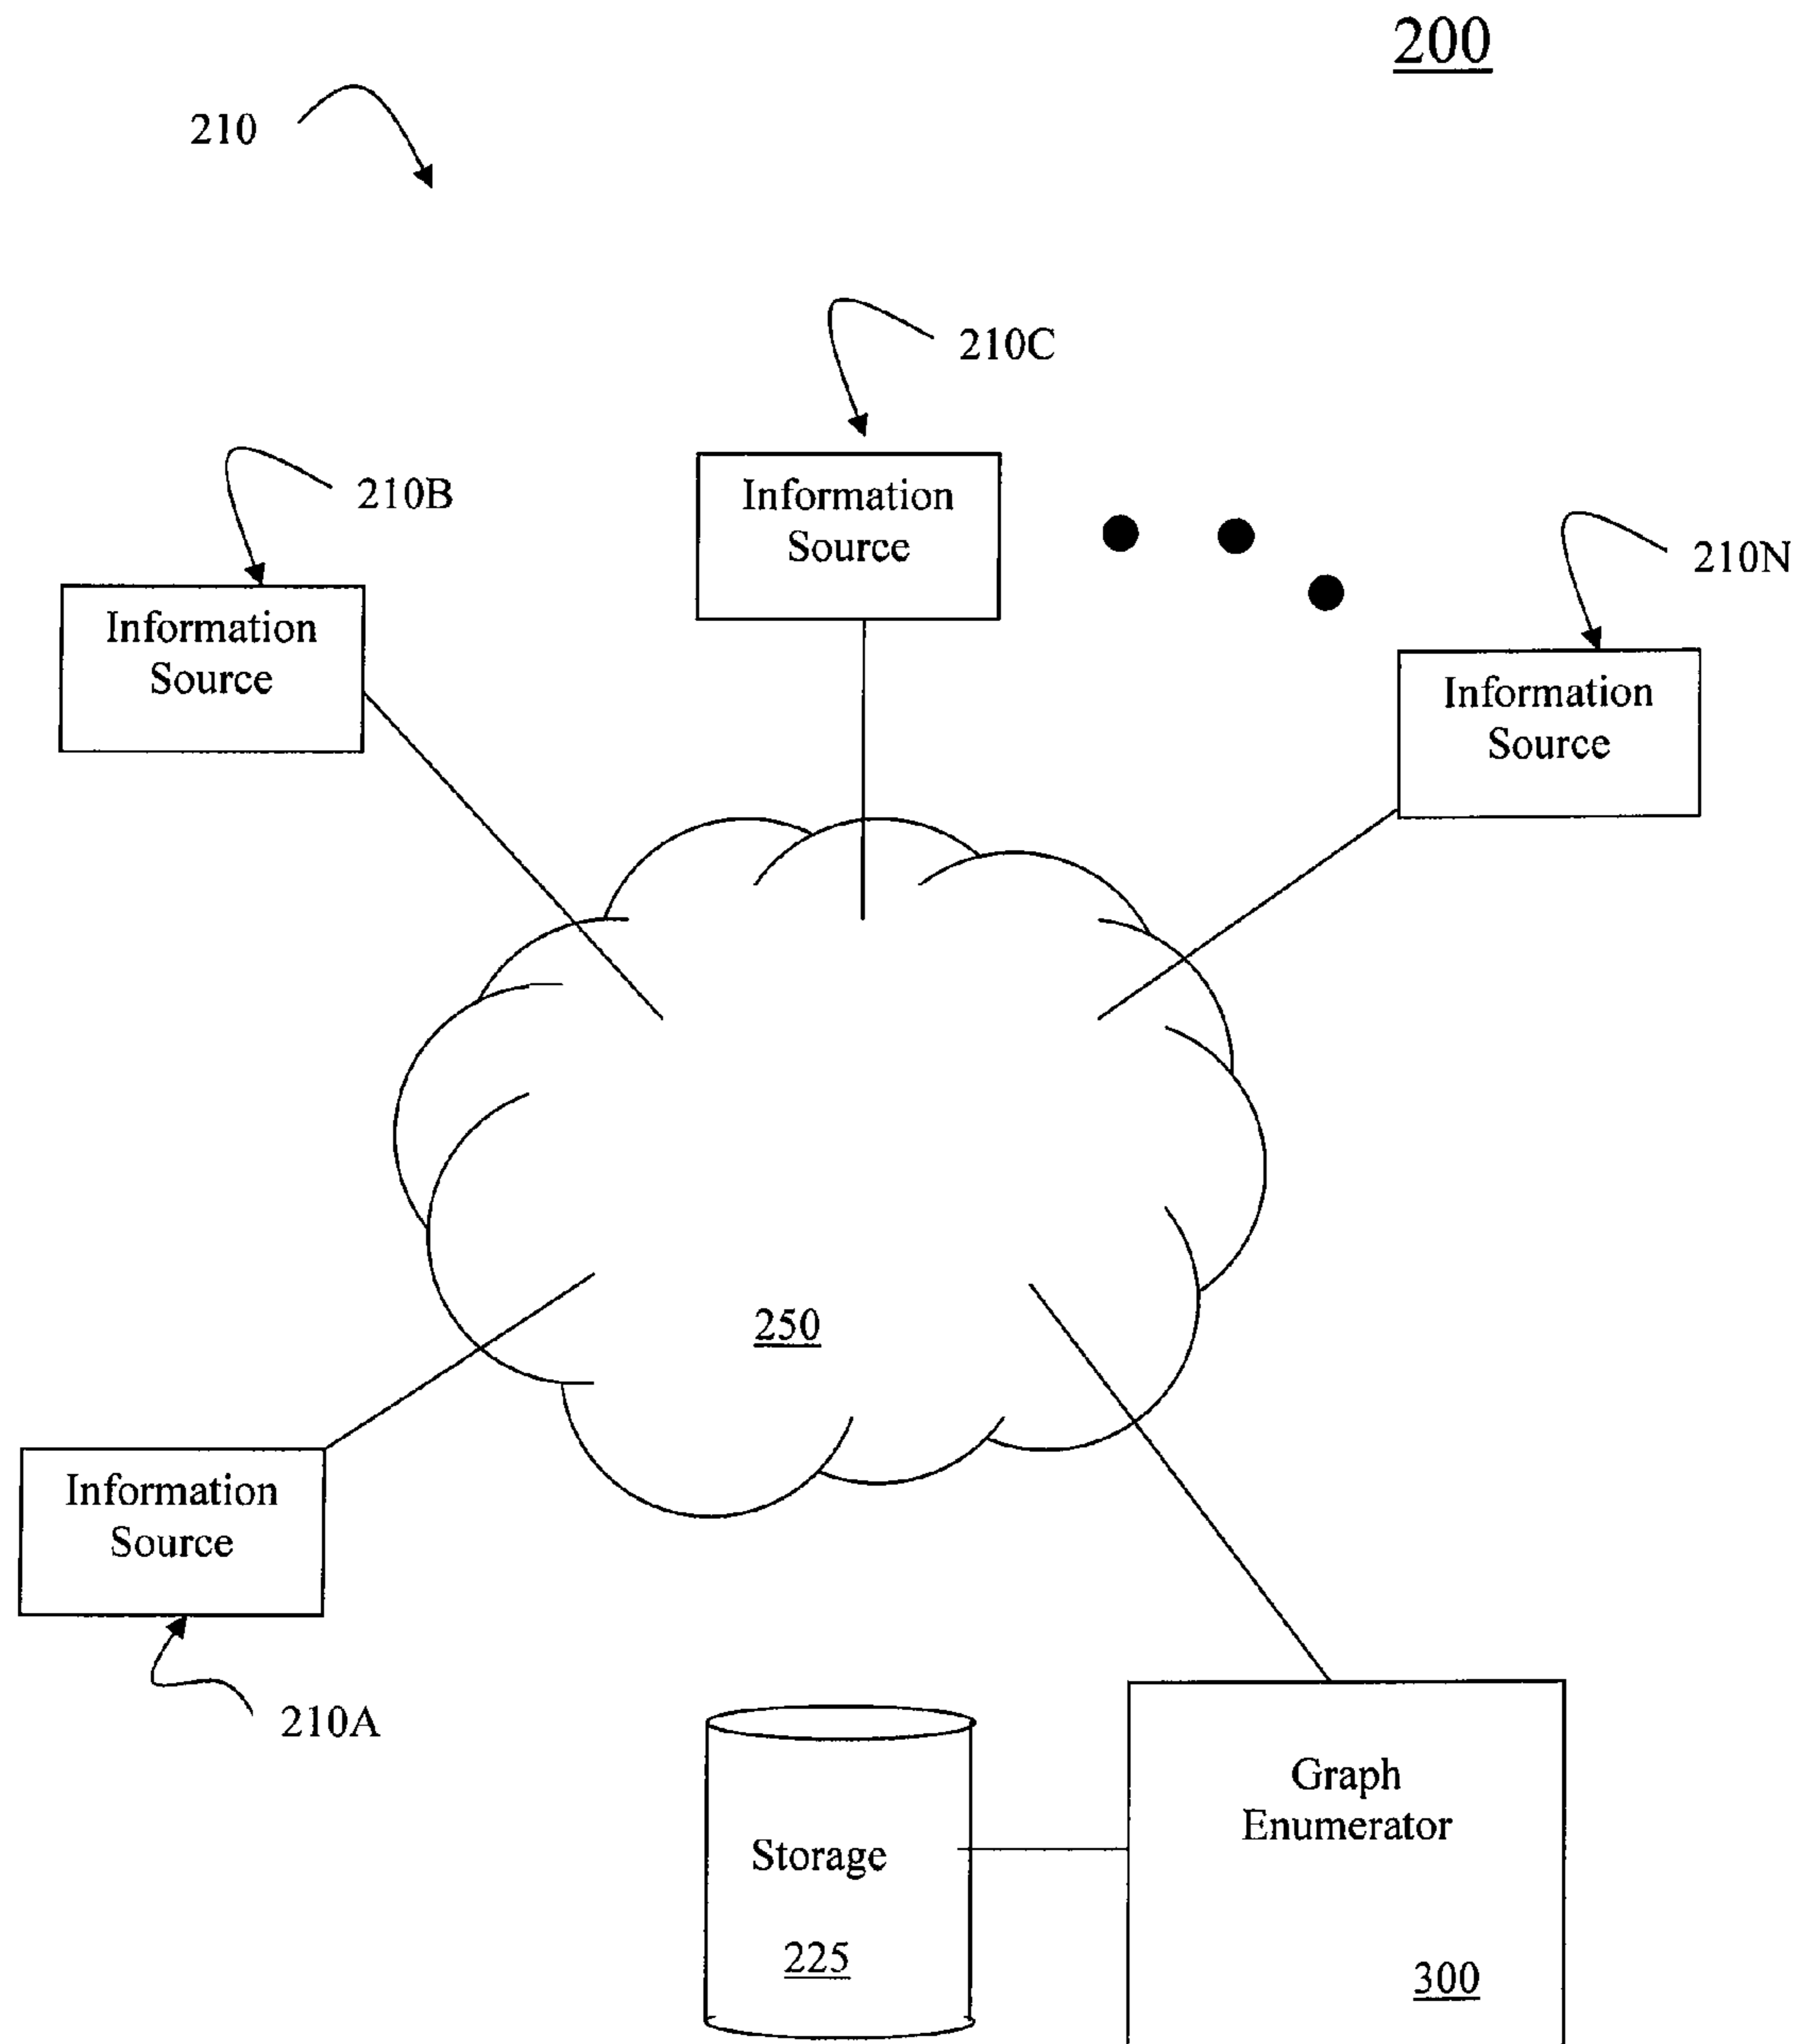 200
210
210C
210B
Information
Source
210N
Information
Source
Information
Source
250
Information
Source
210A
Graph
Enumerator
Storage
225
300